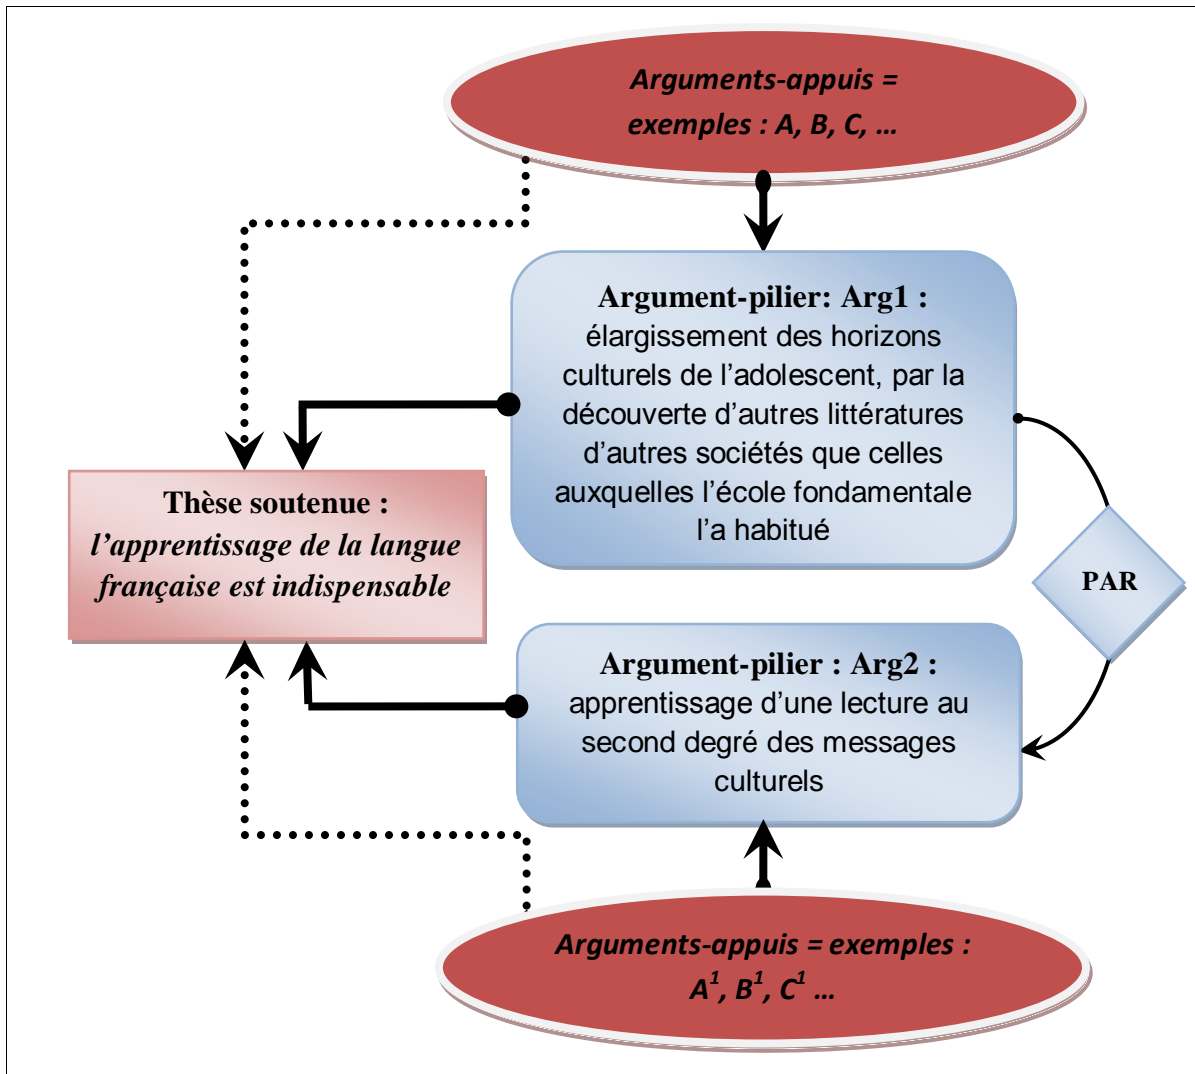 Arguments-appuis =
exemples : A, B, C, ...
Argument-pilier: Arg1 :
élargissement des horizons
culturels de l’adolescent, par la
découverte d’autres littératures
d’autres sociétés que celles
auxquelles l’école fondamentale
l’a habitué
Thèse soutenue :
l’apprentissage de la langue
française est indispensable
PAR
Argument-pilier : Arg2 :
apprentissage d’une lecture au
second degré des messages
culturels
Arguments-appuis = exemples :
A¹, B¹, C¹ ...